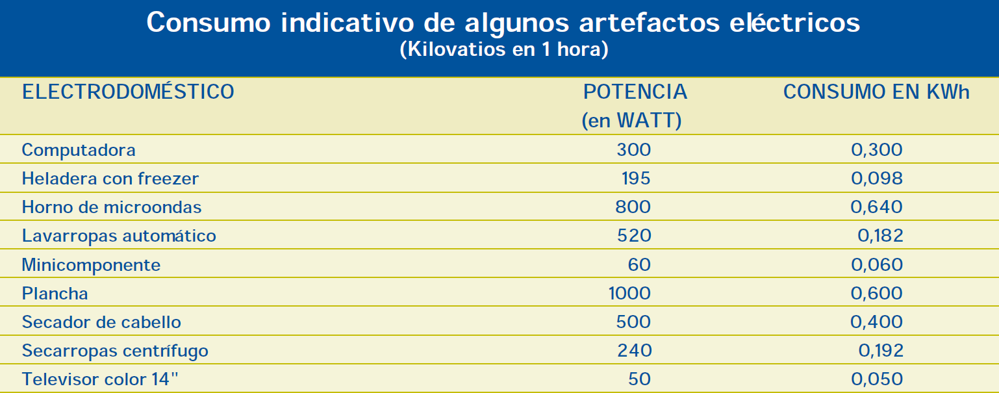 Consumo indicativo de algunos artefactos eléctricos
(Kilovatios en 1 hora)
ELECTRODOMÉSTICO POTENCIA CONSUMO EN KWh
(en WATT)
Computadora 300 0,300
Heladera con freezer 195 0,098
Horno de microondas 800 0,640
Lavarropas automático 520 0,182
Minicomponente 60 0,060
Plancha 1000 0,600
Secador de cabello 500 0,400
Secarropas centrífugo 240 0,192
Televisor color 14" 50 0,050